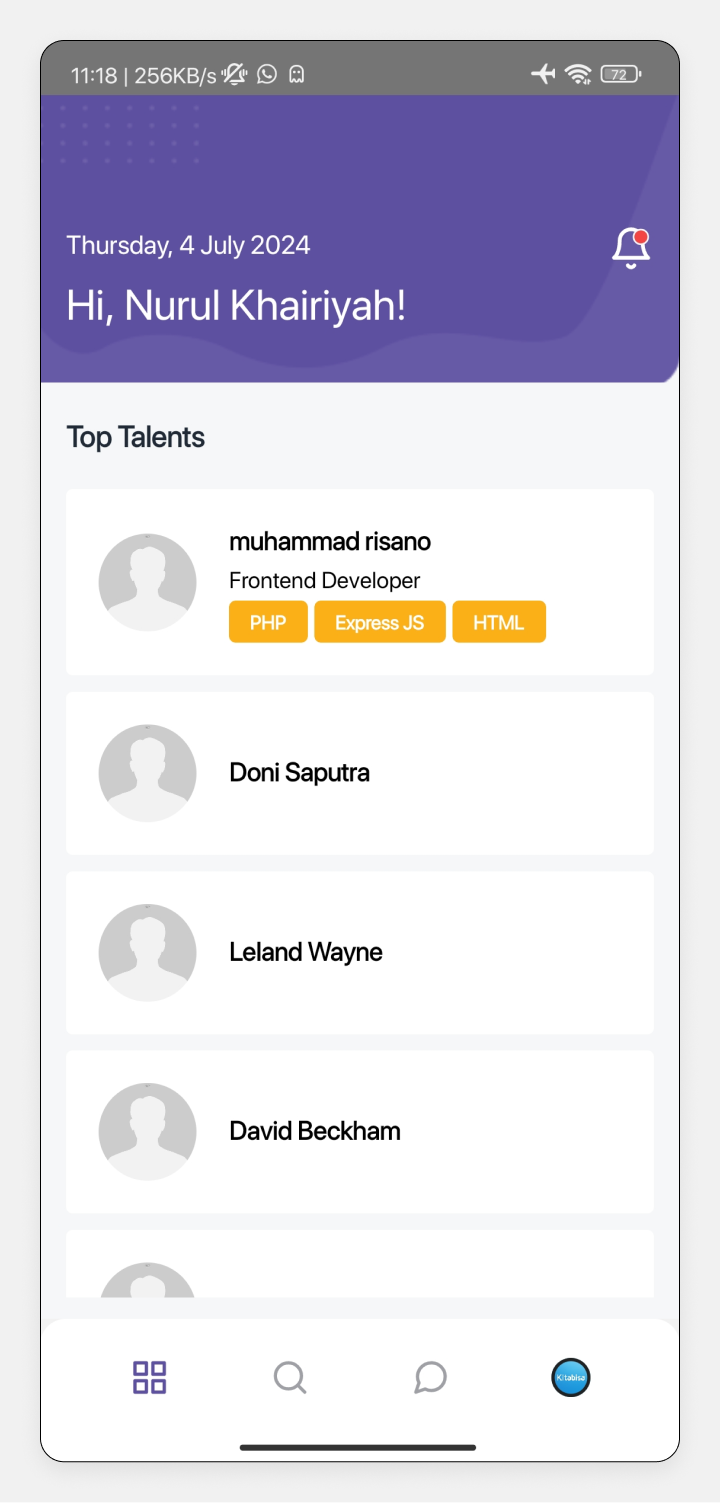 11:18 | 256KB/s
72
Thursday, 4 July 2024
Hi, Nurul Khairiyah!
Top Talents
muhammad risano
Frontend Developer
PHP Express JS HTML
Doni Saputra
Leland Wayne
David Beckham
Kitabisa